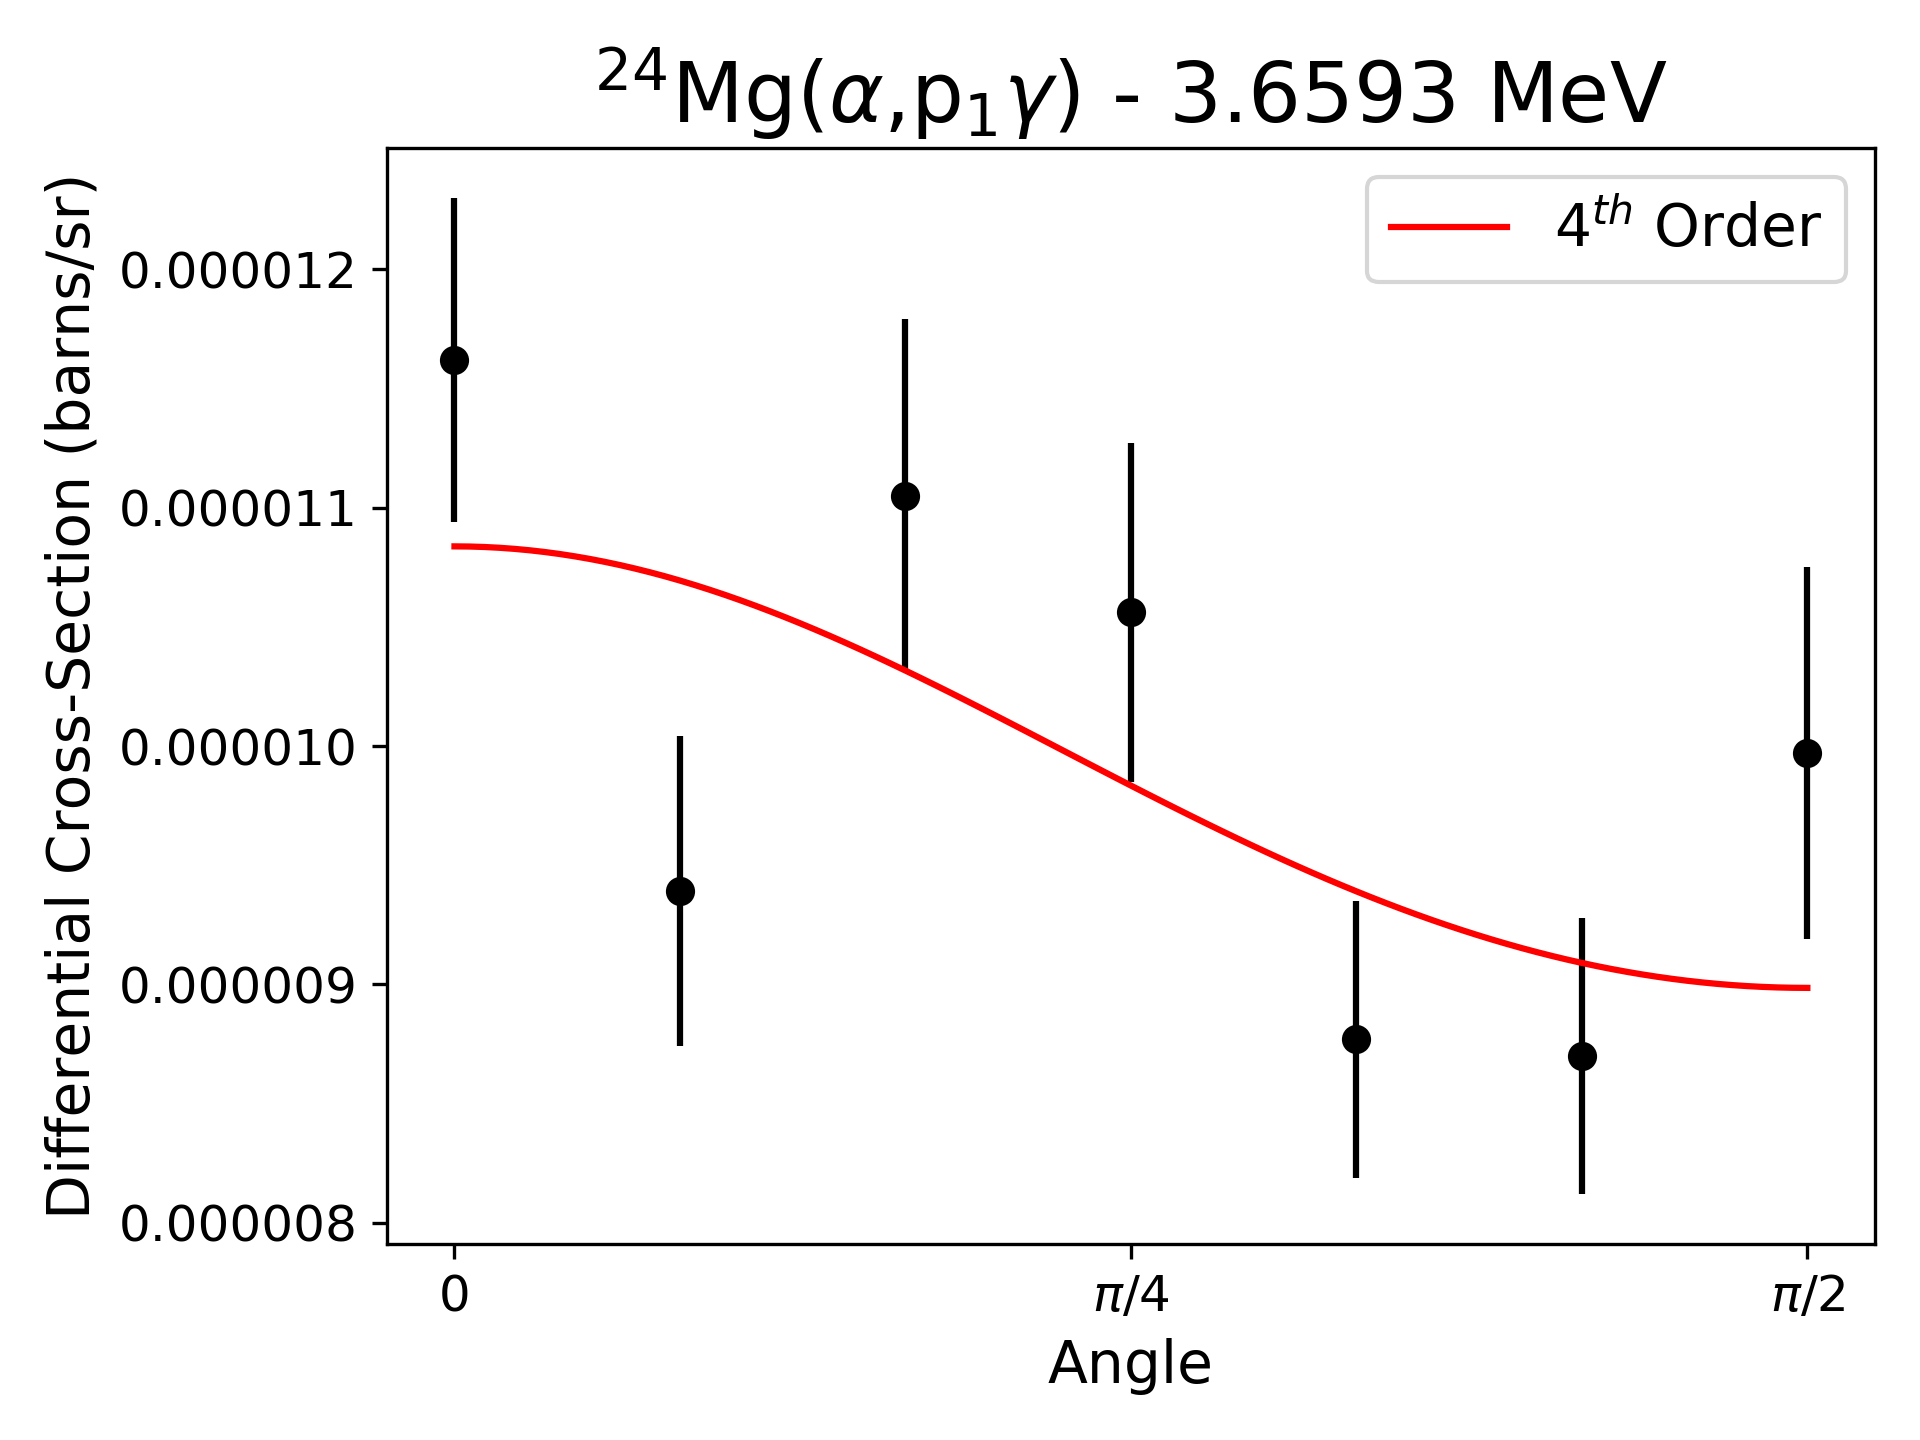 ²⁴Mg(α,p₁γ) - 3.6593 MeV
4ᵗʰ Order
Differential Cross-Section (barns/sr)
0.000012
0.000011
0.000010
0.000009
0.000008
0
π/4
π/2
Angle